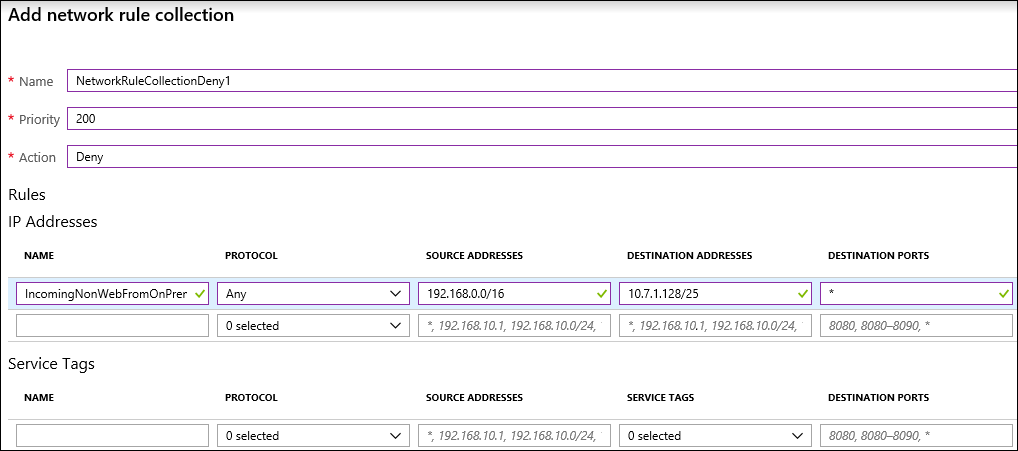 Add network rule collection
* Name NetworkRuleCollectionDeny1
* Priority 200
* Action Deny
Rules
IP Addresses
NAME PROTOCOL SOURCE ADDRESSES DESTINATION ADDRESSES DESTINATION PORTS
IncomingNonWebFromOnPrer Any 192.168.0.0/16 10.7.1.128/25 *
0 selected *, 192.168.10.1, 192.168.10.0/24, *, 192.168.10.1, 192.168.10.0/24, 8080, 8080–8090, *
Service Tags
NAME PROTOCOL SOURCE ADDRESSES SERVICE TAGS DESTINATION PORTS
0 selected *, 192.168.10.1, 192.168.10.0/24, 0 selected 8080, 8080–8090, *